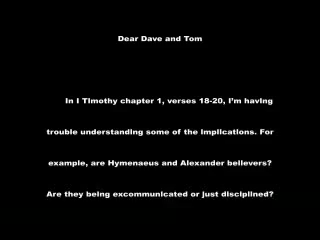 Dear Dave and Tom
In I Timothy chapter 1, verses 18-20, I'm having
trouble understanding some of the implications. For
example, are Hymenaeus and Alexander believers?
Are they being excommunicated or just disciplined?